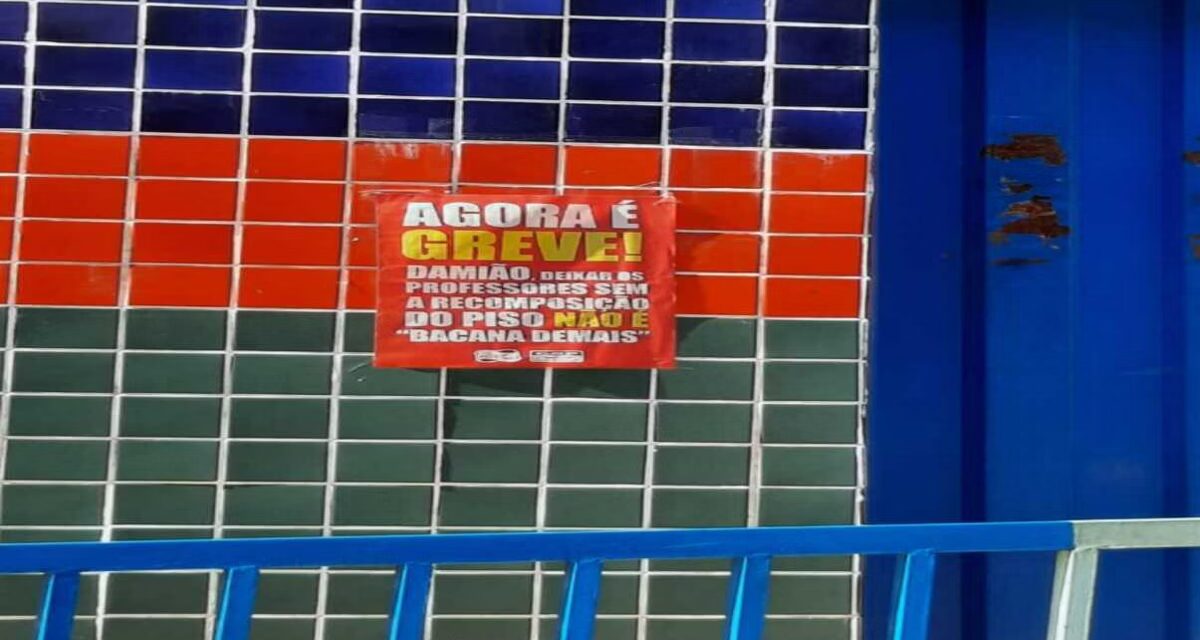 AGORA É
GREVE!
DAMIÃO, DEIXAR OS
PROFESSORES SEM
A RECOMPOSIÇÃO
DO PISO NÃO É
"BACANA DEMAIS"